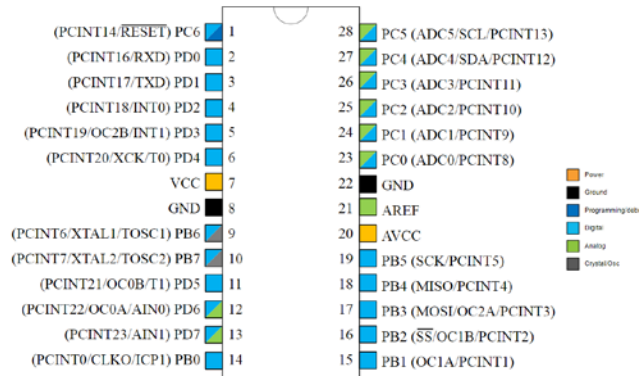 (PCINT14/RESET) PC6 1
(PCINT16/RXD) PD0 2
(PCINT17/TXD) PD1 3
(PCINT18/INT0) PD2 4
(PCINT19/OC2B/INT1) PD3 5
(PCINT20/XCK/T0) PD4 6
VCC 7
GND 8
(PCINT6/XTAL1/TOSC1) PB6 9
(PCINT7/XTAL2/TOSC2) PB7 10
(PCINT21/OC0B/T1) PD5 11
(PCINT22/OC0A/AIN0) PD6 12
(PCINT23/AIN1) PD7 13
(PCINT0/CLKO/ICP1) PB0 14
28 PC5 (ADC5/SCL/PCINT13)
27 PC4 (ADC4/SDA/PCINT12)
26 PC3 (ADC3/PCINT11)
25 PC2 (ADC2/PCINT10)
24 PC1 (ADC1/PCINT9)
23 PC0 (ADC0/PCINT8)
22 GND
21 AREF
20 AVCC
19 PB5 (SCK/PCINT5)
18 PB4 (MISO/PCINT4)
17 PB3 (MOSI/OC2A/PCINT3)
16 PB2 (SS/OC1B/PCINT2)
15 PB1 (OC1A/PCINT1)
Power
Ground
Programming/debug
Digital
Analog
Crystal/Osc